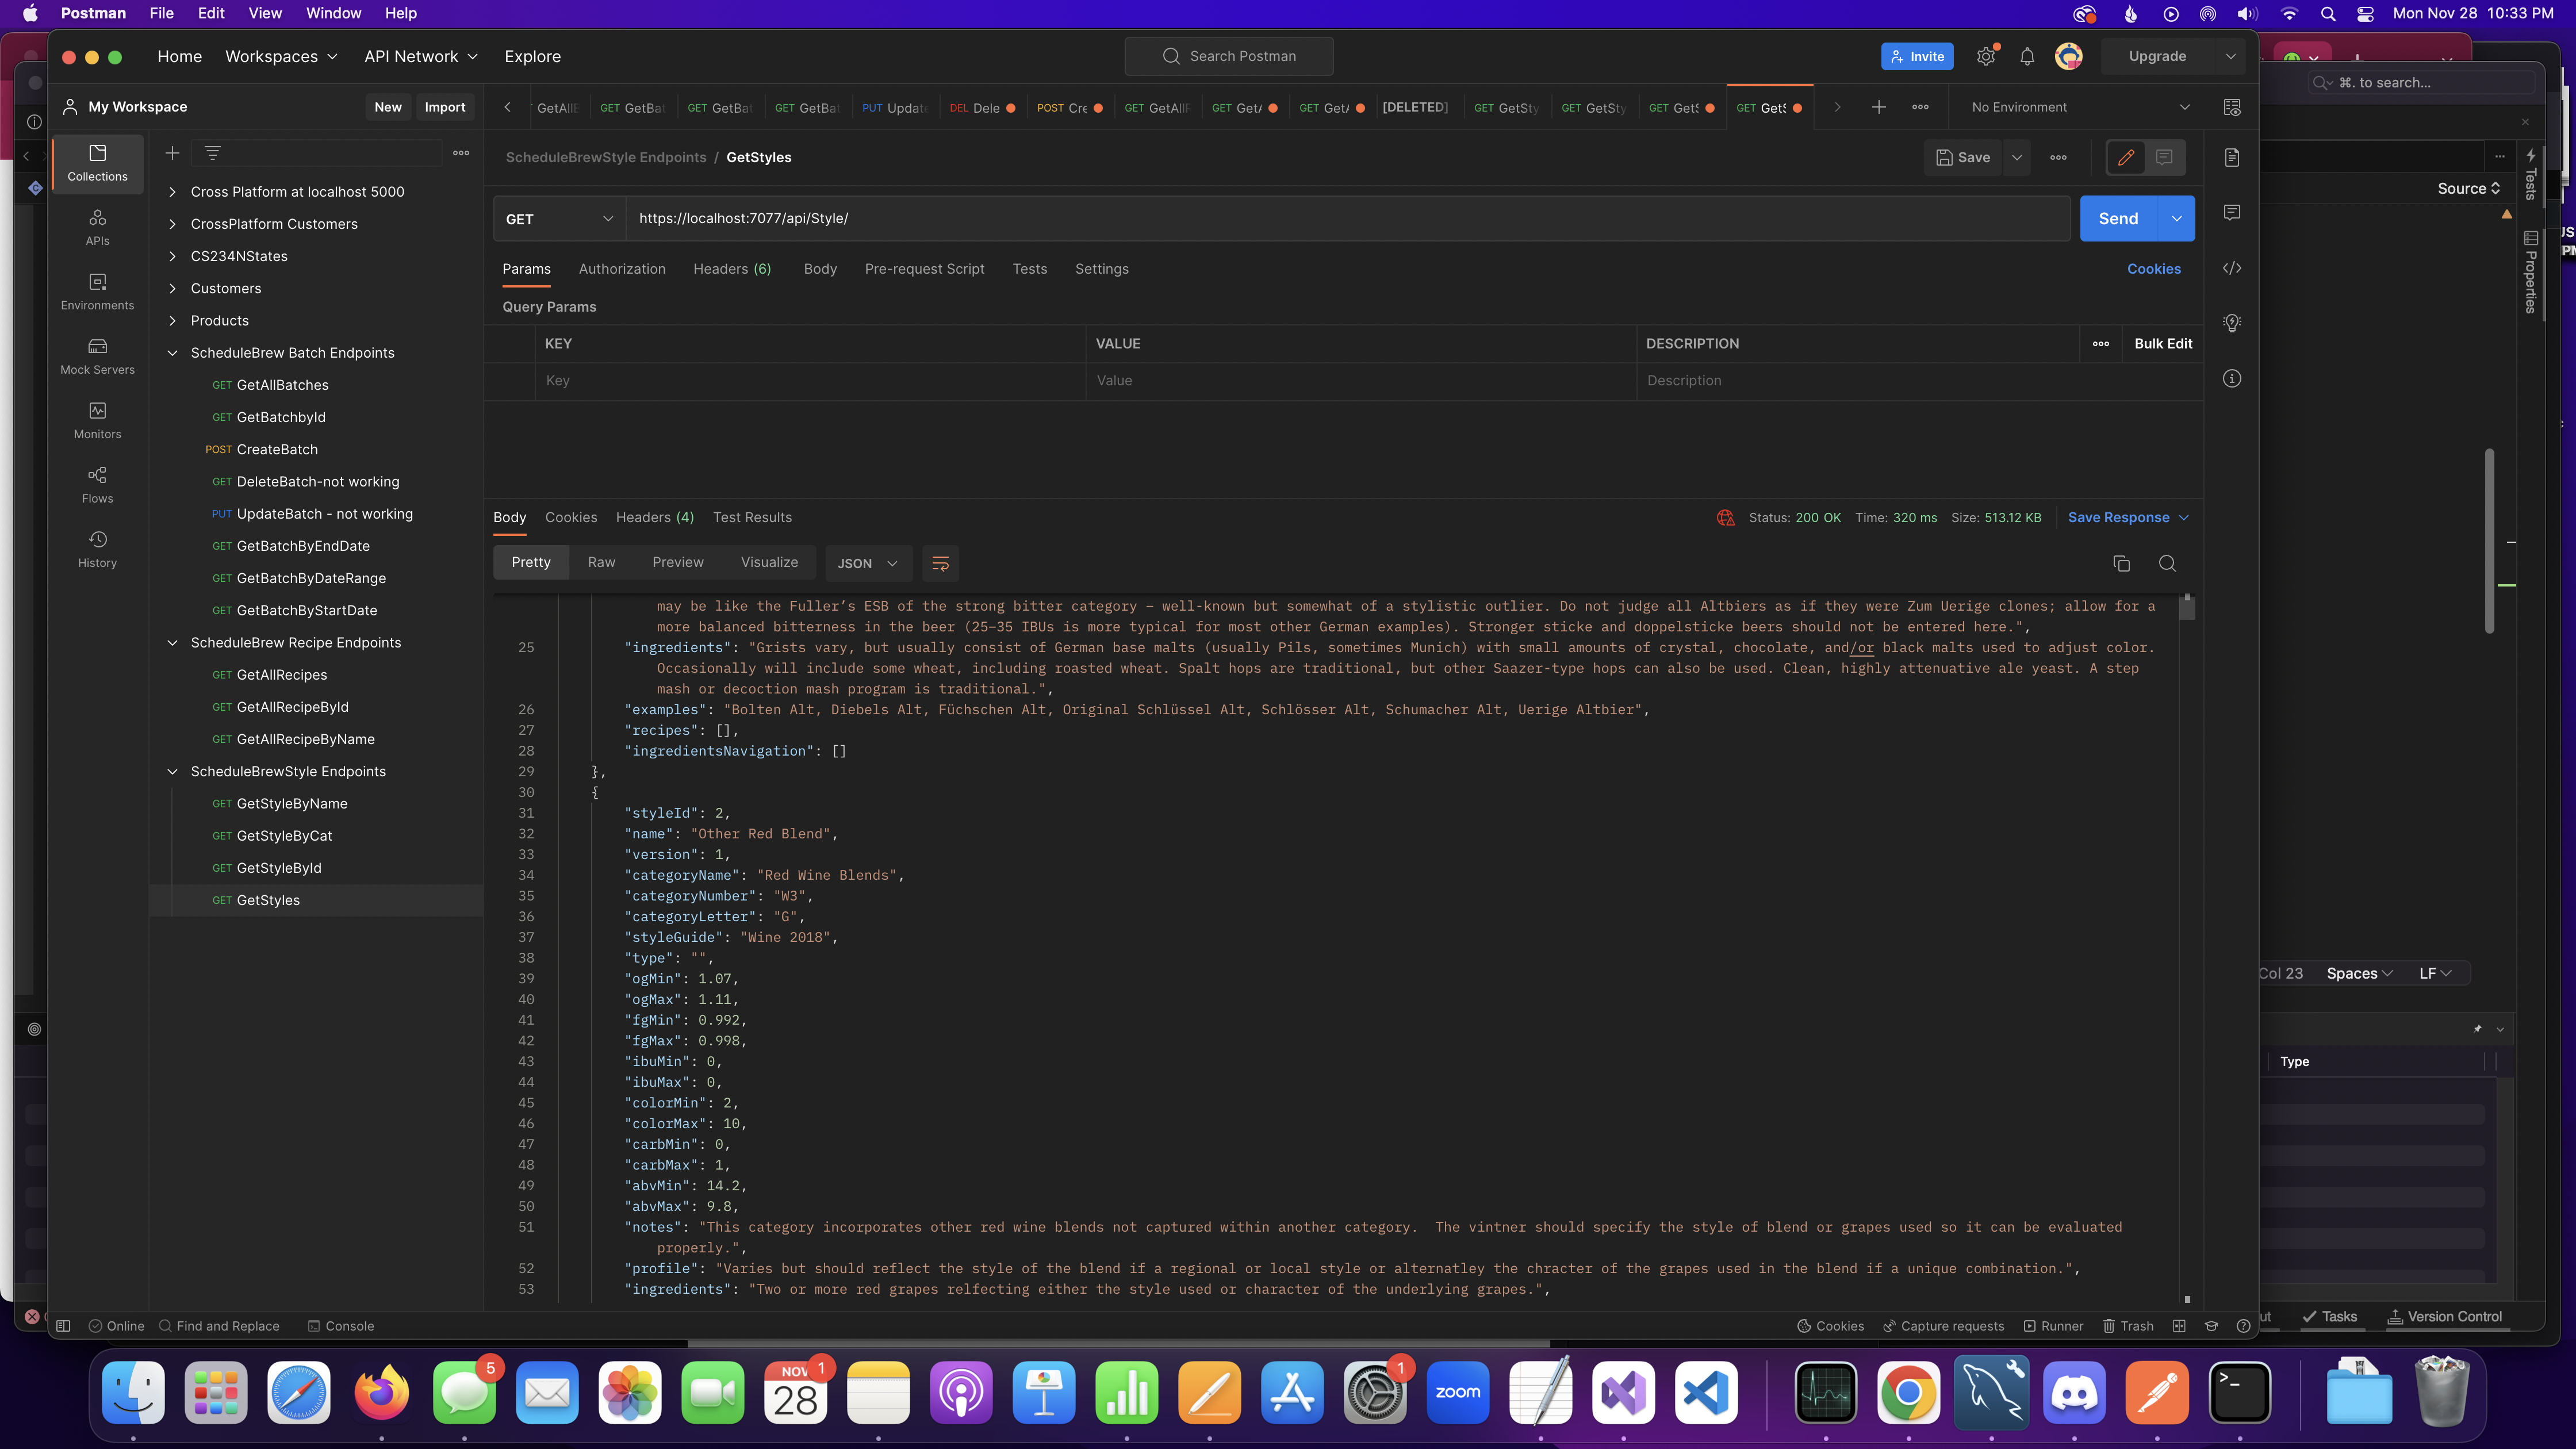 Postman File Edit View Window Help Mon Nov 28 10:33 PM
Home Workspaces API Network Explore Search Postman Invite Upgrade
⌘. to search...
My Workspace New Import
GetAllE GET GetBat GET GetBat GET GetBat PUT Update DEL Dele POST Cre GET GetAllF GET GetA GET GetA [DELETED] GET GetSty GET GetSty GET GetS GET GetS No Environment
Collections
APIs
Environments
Mock Servers
Monitors
Flows
History
Cross Platform at localhost 5000
CrossPlatform Customers
CS234NStates
Customers
Products
ScheduleBrew Batch Endpoints
GET GetAllBatches
GET GetBatchbyId
POST CreateBatch
GET DeleteBatch-not working
PUT UpdateBatch - not working
GET GetBatchByEndDate
GET GetBatchByDateRange
GET GetBatchByStartDate
ScheduleBrew Recipe Endpoints
GET GetAllRecipes
GET GetAllRecipeById
GET GetAllRecipeByName
ScheduleBrewStyle Endpoints
GET GetStyleByName
GET GetStyleByCat
GET GetStyleById
GET GetStyles
ScheduleBrewStyle Endpoints / GetStyles Save
GET https://localhost:7077/api/Style/ Send
Params Authorization Headers (6) Body Pre-request Script Tests Settings Cookies
Query Params
KEY VALUE DESCRIPTION Bulk Edit
Key Value Description
Body Cookies Headers (4) Test Results Status: 200 OK Time: 320 ms Size: 513.12 KB Save Response
Pretty Raw Preview Visualize JSON
may be like the Fuller’s ESB of the strong bitter category – well-known but somewhat of a stylistic outlier. Do not judge all Altbiers as if they were Zum Uerige clones; allow for a
more balanced bitterness in the beer (25–35 IBUs is more typical for most other German examples). Stronger sticke and doppelsticke beers should not be entered here.",
25 "ingredients": "Grists vary, but usually consist of German base malts (usually Pils, sometimes Munich) with small amounts of crystal, chocolate, and/or black malts used to adjust color.
Occasionally will include some wheat, including roasted wheat. Spalt hops are traditional, but other Saazer-type hops can also be used. Clean, highly attenuative ale yeast. A step
mash or decoction mash program is traditional.",
26 "examples": "Bolten Alt, Diebels Alt, Füchschen Alt, Original Schlüssel Alt, Schlösser Alt, Schumacher Alt, Uerige Altbier",
27 "recipes": [],
28 "ingredientsNavigation": []
29 },
30 {
31 "styleId": 2,
32 "name": "Other Red Blend",
33 "version": 1,
34 "categoryName": "Red Wine Blends",
35 "categoryNumber": "W3",
36 "categoryLetter": "G",
37 "styleGuide": "Wine 2018",
38 "type": "",
39 "ogMin": 1.07,
40 "ogMax": 1.11,
41 "fgMin": 0.992,
42 "fgMax": 0.998,
43 "ibuMin": 0,
44 "ibuMax": 0,
45 "colorMin": 2,
46 "colorMax": 10,
47 "carbMin": 0,
48 "carbMax": 1,
49 "abvMin": 14.2,
50 "abvMax": 9.8,
51 "notes": "This category incorporates other red wine blends not captured within another category.  The vintner should specify the style of blend or grapes used so it can be evaluated
properly.",
52 "profile": "Varies but should reflect the style of the blend if a regional or local style or alternatley the chracter of the grapes used in the blend if a unique combination.",
53 "ingredients": "Two or more red grapes relfecting either the style used or character of the underlying grapes.",
Online Find and Replace Console Cookies Capture requests Runner Trash
Source
Tests
Properties
Col 23 Spaces LF
Type
Tasks Version Control
5
NOV 1
28
1
zoom
>_